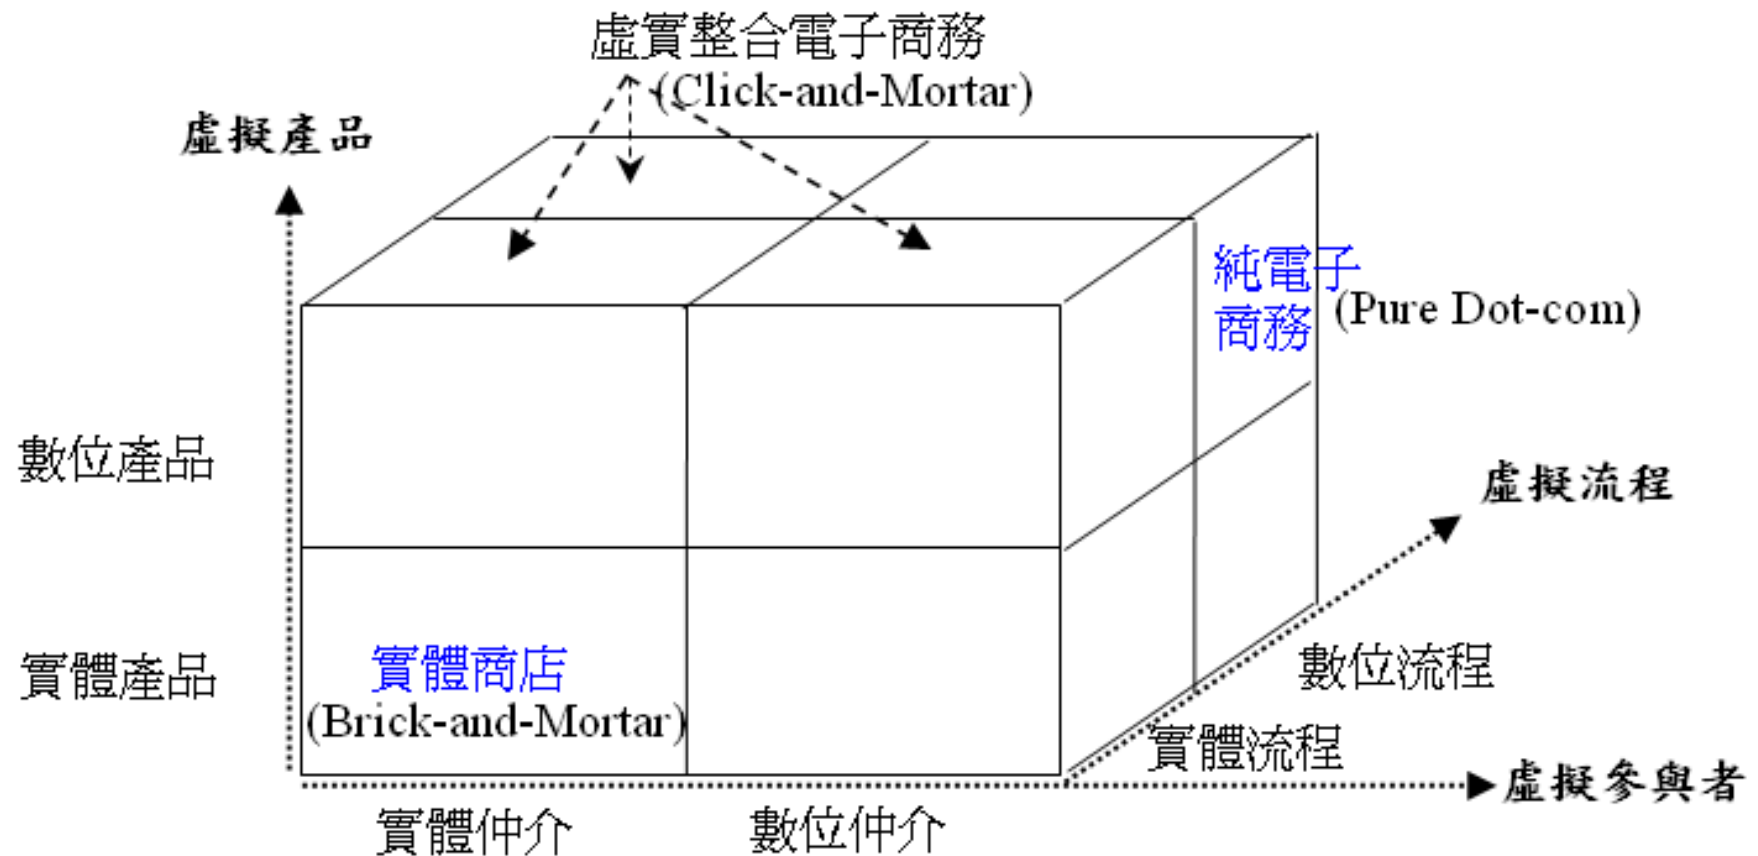 虛實整合電子商務
(Click-and-Mortar)
虛擬產品
純電子
商務
(Pure Dot-com)
數位產品
虛擬流程
實體產品
實體商店
(Brick-and-Mortar)
數位流程
實體流程
虛擬參與者
實體仲介
數位仲介